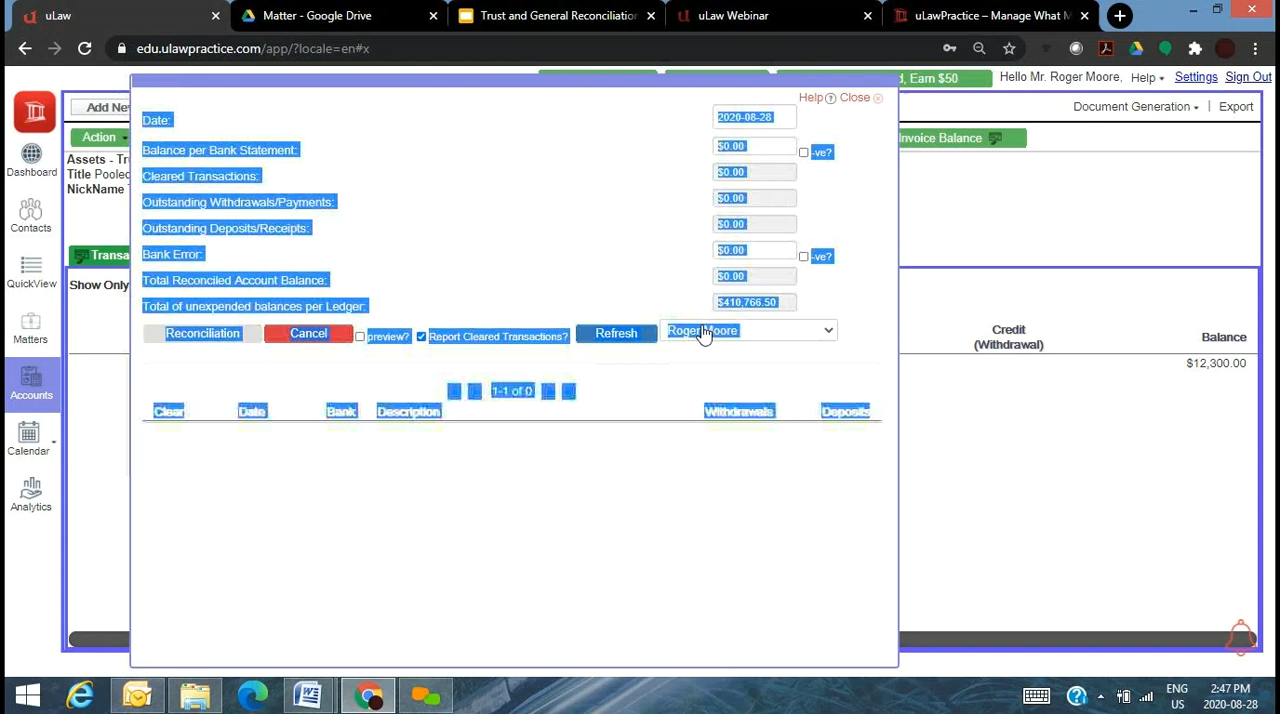 uLaw
Matter - Google Drive
Trust and General Reconciliation
uLaw Webinar
uLawPractice – Manage What M
edu.ulawpractice.com/app/?locale=en#x
d, Earn $50
Hello Mr. Roger Moore,
Help
Settings
Sign Out
Add Ne
Document Generation
Export
Help Close
Action
Invoice Balance
Assets - Tru
Title Pooled
NickName T
Dashboard
Contacts
QuickView
Matters
Accounts
Calendar
Analytics
Transa
Show Only
Date: 2020-08-28
Balance per Bank Statement: $0.00 -ve?
Cleared Transactions: $0.00
Outstanding Withdrawals/Payments: $0.00
Outstanding Deposits/Receipts: $0.00
Bank Error: $0.00 -ve?
Total Reconciled Account Balance: $0.00
Total of unexpended balances per Ledger: $410,766.50
Reconciliation Cancel preview? Report Cleared Transactions? Refresh Roger Moore
1-1 of 0
Clear Date Bank Description Withdrawals Deposits
Credit
(Withdrawal)
Balance
$12,300.00
ENG
US
2:47 PM
2020-08-28